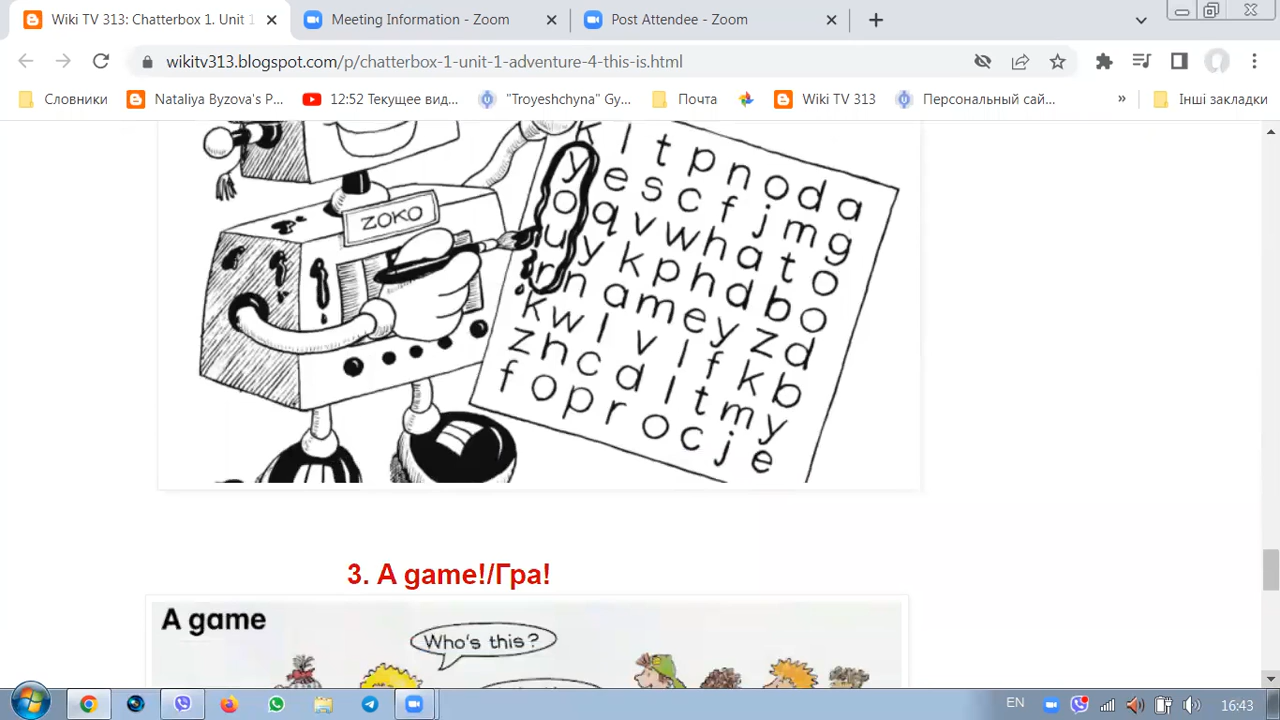 Wiki TV 313: Chatterbox 1. Unit 1
Meeting Information - Zoom
Post Attendee - Zoom
wikitv313.blogspot.com/p/chatterbox-1-unit-1-adventure-4-this-is.html
Словники
Nataliya Byzova's P...
12:52 Текущее вид...
"Troyeshchyna" Gy...
Почта
Wiki TV 313
Персональный сай...
»
Інші закладки
ZOKO
k l t p n o d a
y e s c f j m g
o q v w h a t o
u y k p h d b o
r n a m e y z d
k w l v l f k b
z h c d l t m y
f o p r o c j e
3. A game!/Гра!
A game
Who's this?
EN
16:43